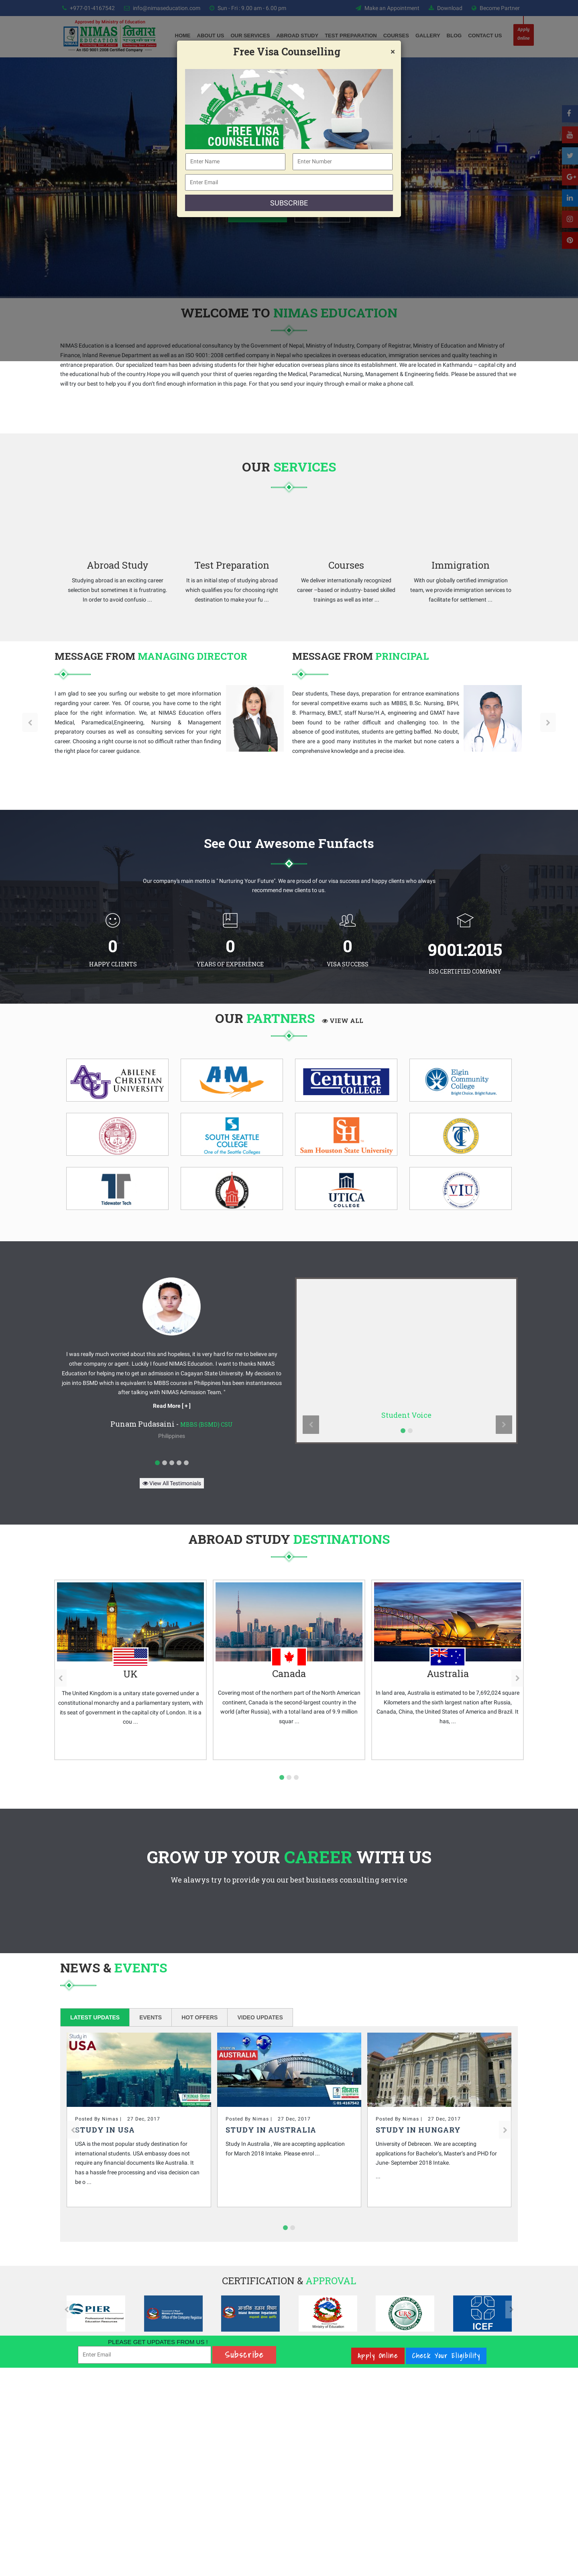 +977-01-4167542 info@nimaseducation.com Sun - Fri : 9.00 am - 6.00 pm Make an Appointment Download Become Partner
Approved by Ministry of Education
NIMAS निमास
EDUCATION
An ISO 9001: 2008 Certified Company
HOME ABOUT US OUR SERVICES ABROAD STUDY TEST PREPARATION COURSES GALLERY BLOG CONTACT US
Apply
Online
Free Visa Counselling ×
FREE VISA
COUNSELLING
Enter Name Enter Number
Enter Email
SUBSCRIBE
WELCOME TO NIMAS EDUCATION
NIMAS Education is a licensed and approved educational consultancy by the Government of Nepal, Ministry of Industry, Company of Registrar, Ministry of Education and Ministry of
Finance, Inland Revenue Department as well as an ISO 9001: 2008 certified company in Nepal who specializes in overseas education, immigration services and quality teaching in
entrance preparation. Our specialized team has been advising students for their higher education overseas plans since its establishment. We are located in Kathmandu – capital city and
the educational hub of the country.Hope you will quench your thirst of queries regarding the Medical, Paramedical, Nursing, Management & Engineering fields. Please be assured that we
will try our best to help you if you don't find enough information in this page. For that you send your inquiry through e-mail or make a phone call.
OUR SERVICES
Abroad Study
Studying abroad is an exciting career
selection but sometimes it is frustrating.
In order to avoid confusio ...
Test Preparation
It is an initial step of studying abroad
which qualifies you for choosing right
destination to make your fu ...
Courses
We deliver internationally recognized
career –based or industry- based skilled
trainings as well as inter ...
Immigration
With our globally certified immigration
team, we provide immigration services to
facilitate for settlement ...
MESSAGE FROM MANAGING DIRECTOR
I am glad to see you surfing our website to get more information
regarding your career. Yes. Of course, you have come to the right
place for the right information. We, at NIMAS Education offers
Medical, Paramedical,Engineering, Nursing & Management
preparatory courses as well as consulting services for your right
career. Choosing a right course is not so difficult rather than finding
the right place for career guidance.
MESSAGE FROM PRINCIPAL
Dear students, These days, preparation for entrance examinations
for several competitive exams such as MBBS, B.Sc. Nursing, BPH,
B. Pharmacy, BMLT, staff Nurse/H.A, engineering and GMAT have
been found to be rather difficult and challenging too. In the
absence of good institutes, students are getting baffled. No doubt,
there are a good many institutes in the market but none caters a
comprehensive knowledge and a precise idea.
See Our Awesome Funfacts
Our company's main motto is " Nurturing Your Future". We are proud of our visa success and happy clients who always
recommend new clients to us.
0
HAPPY CLIENTS
0
YEARS OF EXPERIENCE
0
VISA SUCCESS
9001:2015
ISO CERTIFIED COMPANY
OUR PARTNERS VIEW ALL
ABILENE
CHRISTIAN
UNIVERSITY
AM
Centura
COLLEGE
Elgin
Community
College
Bright Choice. Bright Future.
SOUTH SEATTLE
COLLEGE
One of the Seattle Colleges
SH
Sam Houston State University
Tidewater Tech
UTICA
COLLEGE
VIU
I was really much worried about this and hopeless, it is very hard for me to believe any
other company or agent. Luckily I found NIMAS Education. I want to thanks NIMAS
Education for helping me to get an admission in Cagayan State University. My decision to
join into BSMD which is equivalent to MBBS course in Philippines has been instantaneous
after talking with NIMAS Admission Team. "
Read More [ + ]
Punam Pudasaini - MBBS (BSMD) CSU
Philippines
View All Testimonials
Student Voice
ABROAD STUDY DESTINATIONS
UK
The United Kingdom is a unitary state governed under a
constitutional monarchy and a parliamentary system, with
its seat of government in the capital city of London. It is a
cou ...
Canada
Covering most of the northern part of the North American
continent, Canada is the second-largest country in the
world (after Russia), with a total land area of 9.9 million
squar ...
Australia
In land area, Australia is estimated to be 7,692,024 square
Kilometers and the sixth largest nation after Russia,
Canada, China, the United States of America and Brazil. It
has, ...
GROW UP YOUR CAREER WITH US
We alawys try to provide you our best business consulting service
NEWS & EVENTS
LATEST UPDATES EVENTS HOT OFFERS VIDEO UPDATES
Study in
USA
Posted By Nimas | 27 Dec, 2017
STUDY IN USA
USA is the most popular study destination for
international students. USA embassy does not
require any financial documents like Australia. It
has a hassle free processing and visa decision can
be o ...
AUSTRALIA
01-4167542
Posted By Nimas | 27 Dec, 2017
STUDY IN AUSTRALIA
Study In Australia , We are accepting application
for March 2018 Intake. Please enrol ...
Posted By Nimas | 27 Dec, 2017
STUDY IN HUNGARY
University of Debrecen. We are accepting
applications for Bachelor's, Master's and PHD for
June- September 2018 Intake.
...
CERTIFICATION & APPROVAL
SPIER
Ministry of Education
URS
ICEF
PLEASE GET UPDATES FROM US !
Enter Email Subscribe
Apply Online Check Your Eligibility